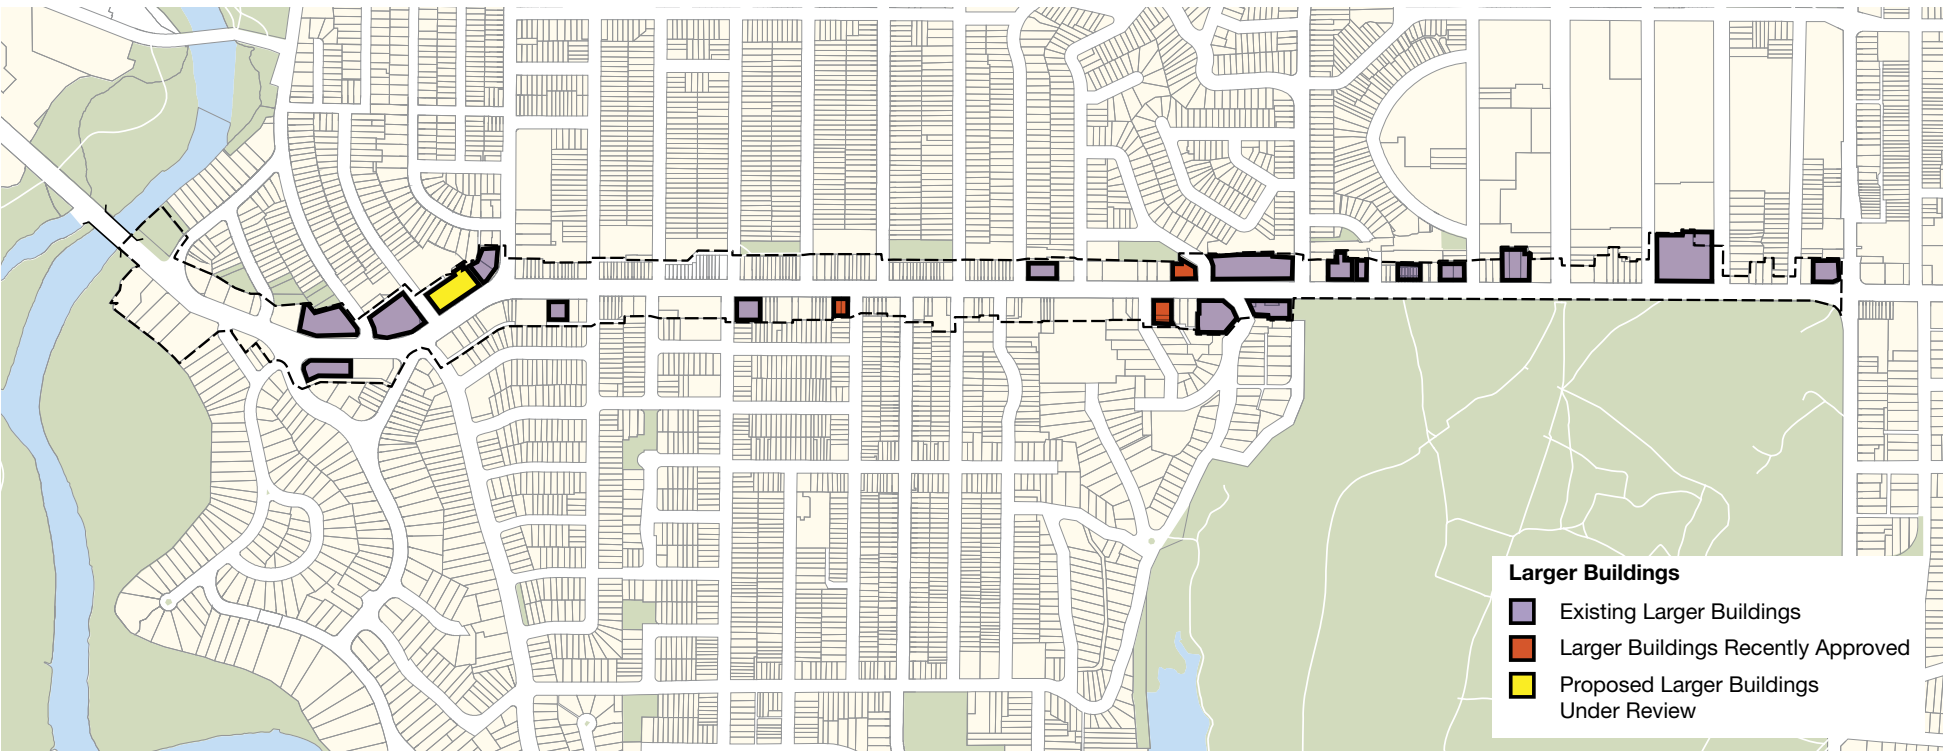 Larger Buildings
Existing Larger Buildings
Larger Buildings Recently Approved
Proposed Larger Buildings
Under Review